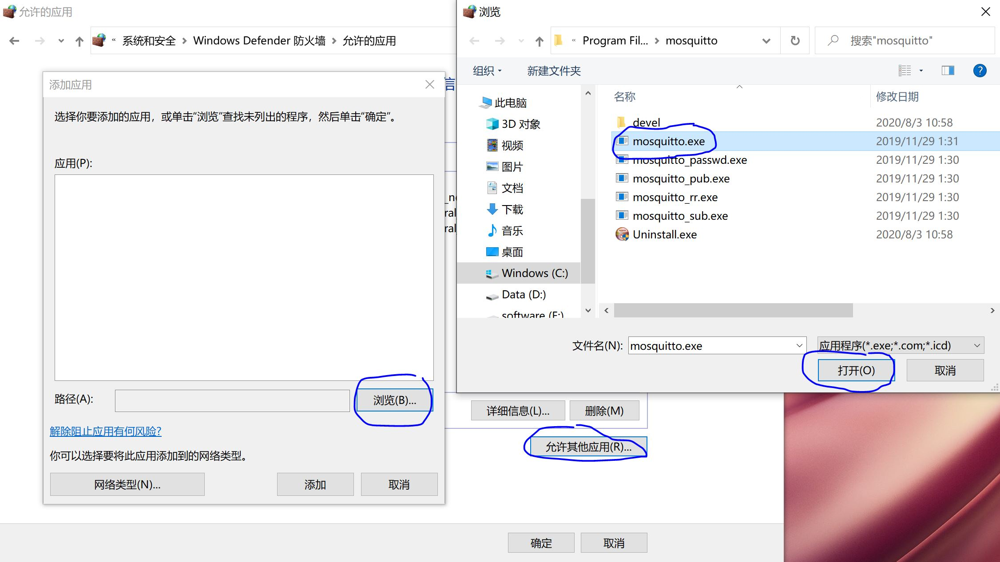 允许的应用
« 系统和安全 > Windows Defender 防火墙 > 允许的应用
言
添加应用
选择你要添加的应用，或单击“浏览”查找未列出的程序，然后单击“确定”。
应用(P):
路径(A):
浏览(B)...
解除阻止应用有何风险?
你可以选择要将此应用添加到的网络类型。
网络类型(N)...
添加
取消
_ne
ral
ral
详细信息(L)...
删除(M)
允许其他应用(R)...
确定
取消
浏览
« Program Fil... > mosquitto
搜索"mosquitto"
组织
新建文件夹
此电脑
3D 对象
视频
图片
文档
下载
音乐
桌面
Windows (C:)
Data (D:)
名称 修改日期
devel 2020/8/3 10:58
mosquitto.exe 2019/11/29 1:31
mosquitto_passwd.exe 2019/11/29 1:30
mosquitto_pub.exe 2019/11/29 1:30
mosquitto_rr.exe 2019/11/29 1:30
mosquitto_sub.exe 2019/11/29 1:30
Uninstall.exe 2020/8/3 10:58
文件名(N): mosquitto.exe
应用程序(*.exe;*.com;*.icd)
打开(O)
取消